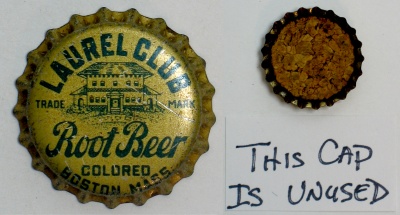 LAUREL CLUB
TRADE MARK
Root Beer
COLORED
BOSTON MASS.
THIS CAP
IS UNUSED